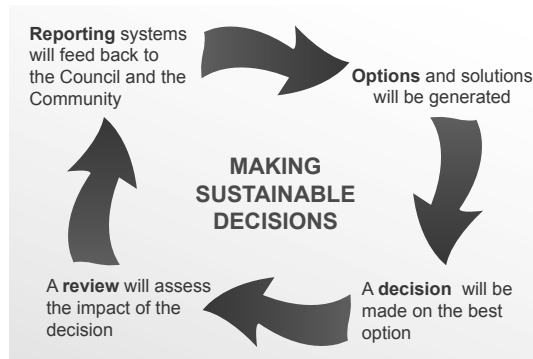 Reporting systems
will feed back to
the Council and the
Community
Options and solutions
will be generated
MAKING
SUSTAINABLE
DECISIONS
A decision will be
made on the best
option
A review will assess
the impact of the
decision